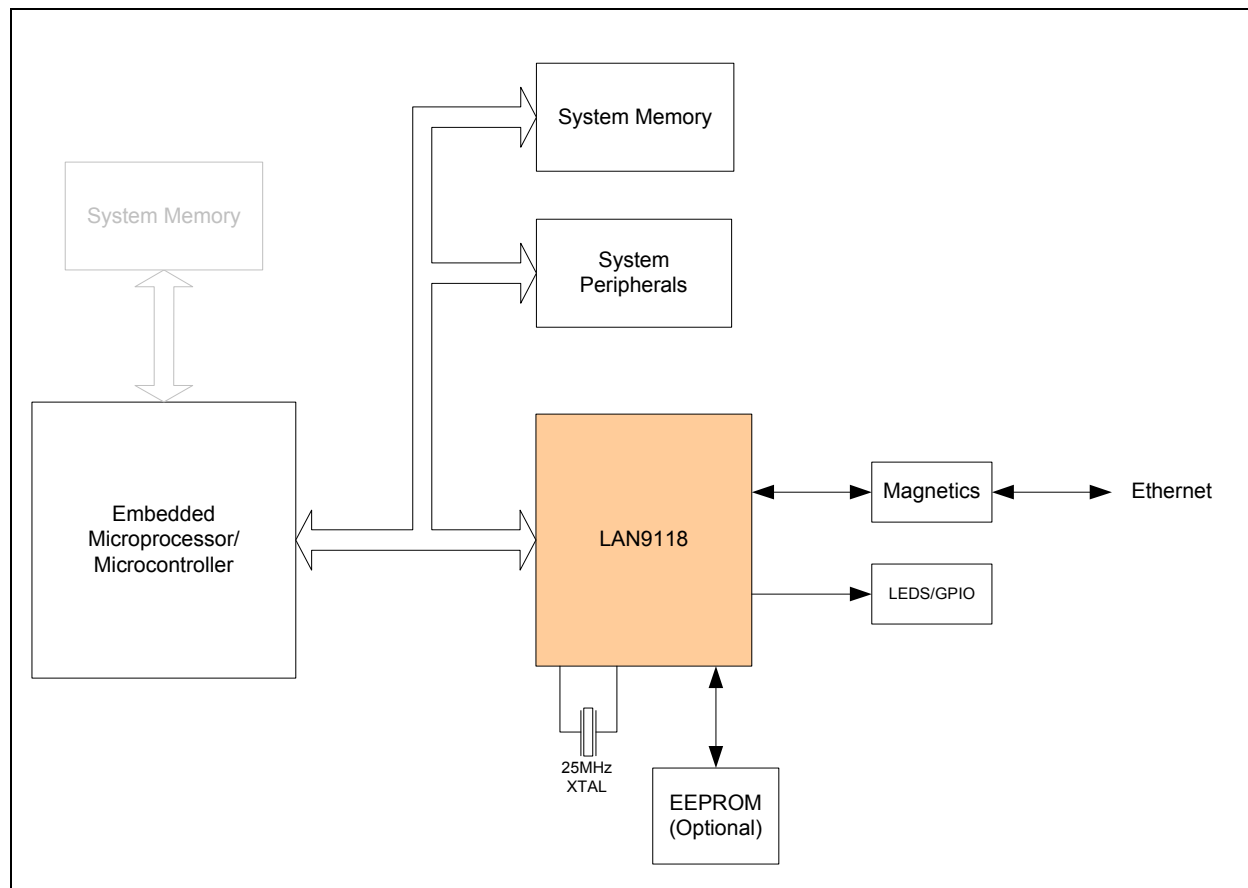 System Memory
System Memory
System
Peripherals
Embedded
Microprocessor/
Microcontroller
LAN9118
Magnetics
Ethernet
LEDS/GPIO
25MHz
XTAL
EEPROM
(Optional)